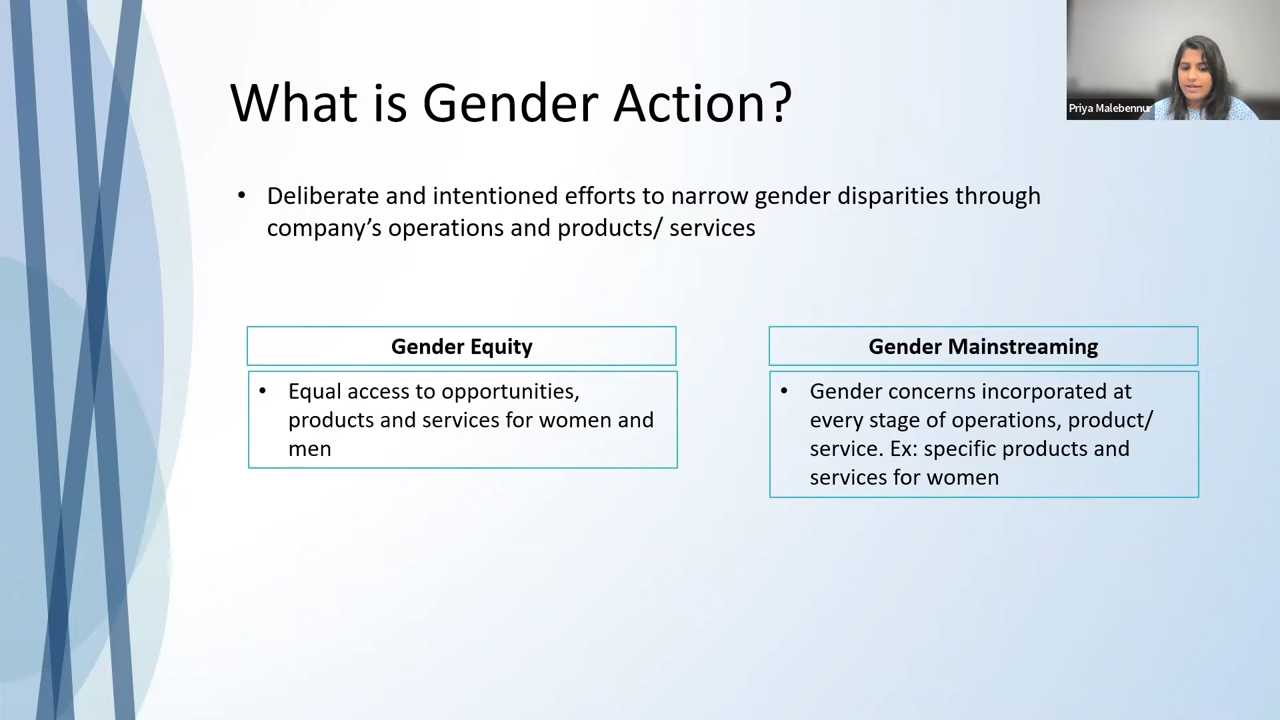 Priya Malebennur
What is Gender Action?
• Deliberate and intentioned efforts to narrow gender disparities through
company's operations and products/ services
Gender Equity
• Equal access to opportunities,
products and services for women and
men
Gender Mainstreaming
• Gender concerns incorporated at
every stage of operations, product/
service. Ex: specific products and
services for women